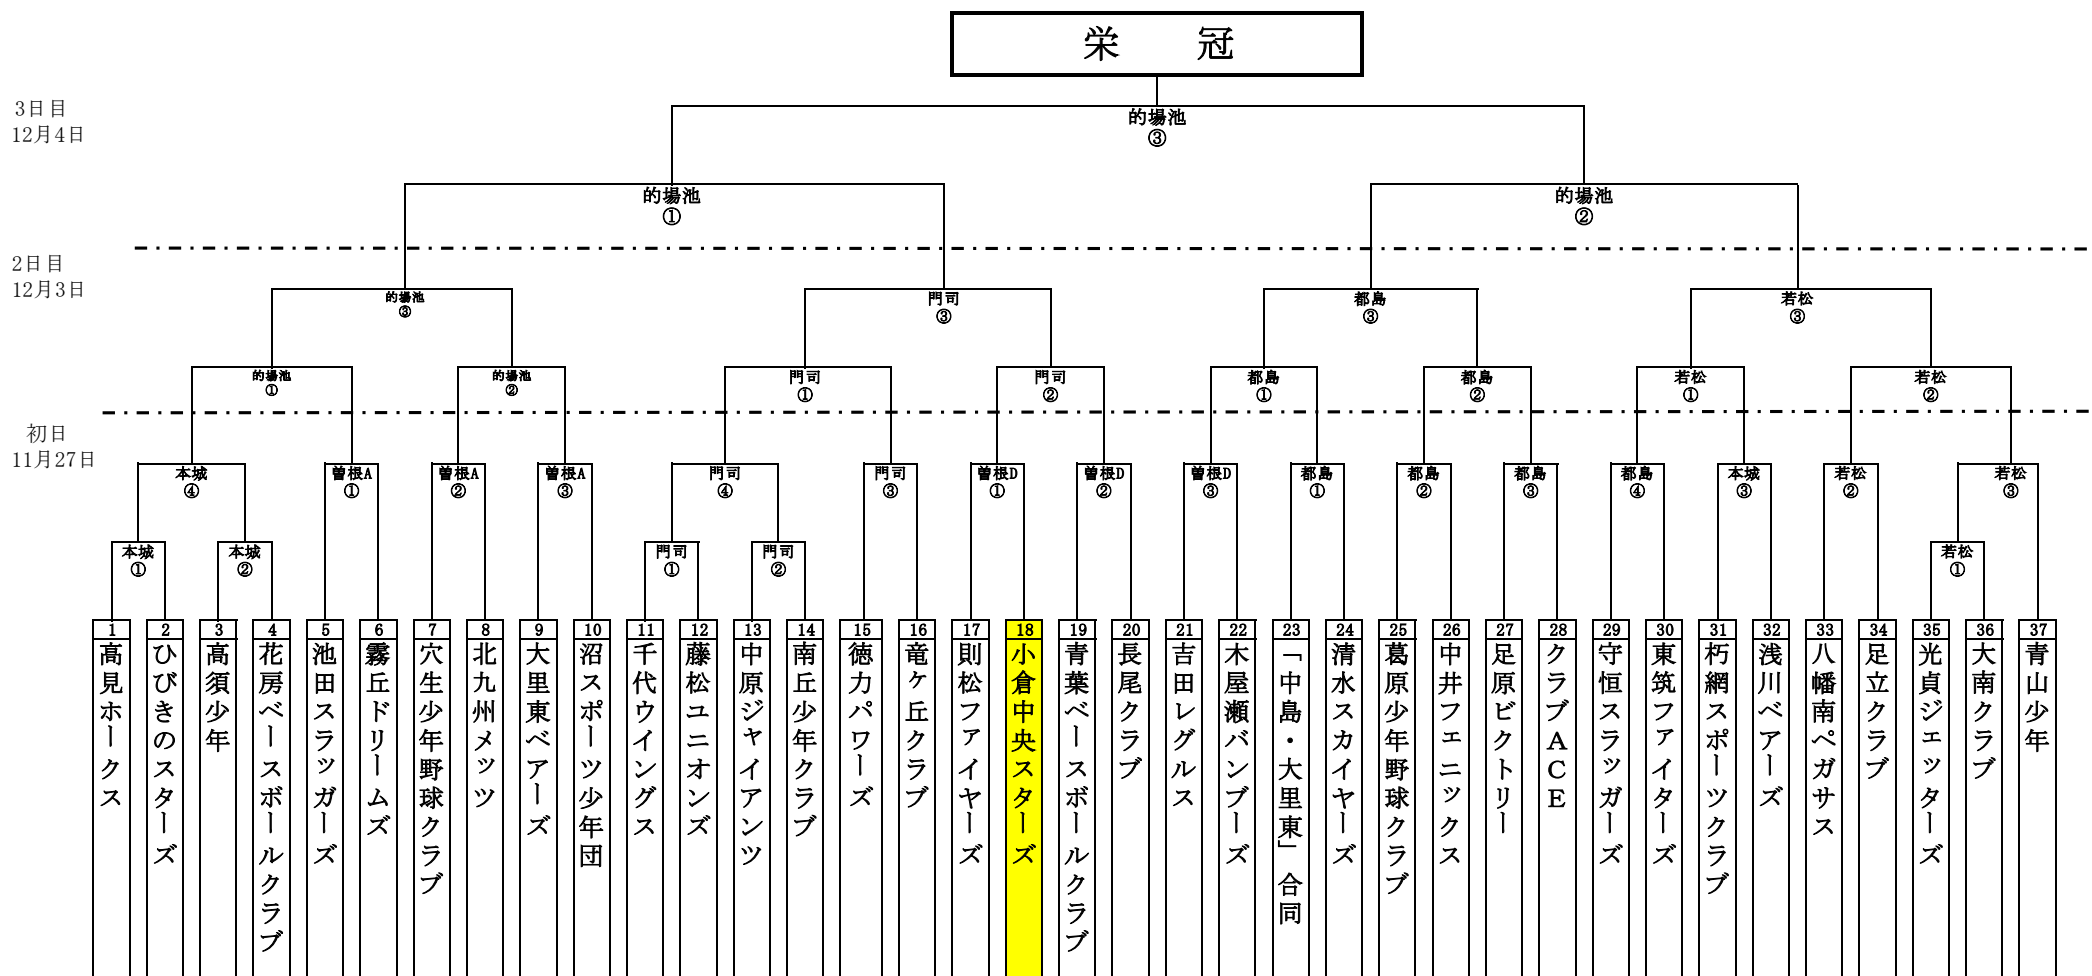 栄 冠
3日目
12月4日
的場池
③
的場池
①
的場池
②
2日目
12月3日
的場池
③
門司
③
都島
③
若松
③
的場池
①
的場池
②
門司
①
門司
②
都島
①
都島
②
若松
①
若松
②
初日
11月27日
本城
④
曽根A
①
曽根A
②
曽根A
③
門司
④
門司
③
曽根D
①
曽根D
②
曽根D
③
都島
①
都島
②
都島
③
都島
④
本城
③
若松
②
若松
③
本城
①
本城
②
門司
①
門司
②
若松
①
1
高見ホークス
2
ひびきのスターズ
3
高須少年
4
花房ベースボールクラブ
5
池田スラッガーズ
6
霧丘ドリームズ
7
穴生少年野球クラブ
8
北九州メッツ
9
大里東ベアーズ
10
沼スポーツ少年団
11
千代ウイングス
12
藤松ユニオンズ
13
中原ジャイアンツ
14
南丘少年クラブ
15
徳力パワーズ
16
竜ケ丘クラブ
17
則松ファイヤーズ
18
小倉中央スターズ
19
青葉ベースボールクラブ
20
長尾クラブ
21
吉田レグルス
22
木屋瀬バンブーズ
23
「中島・大里東」合同
24
清水スカイヤーズ
25
葛原少年野球クラブ
26
中井フェニックス
27
足原ビクトリー
28
クラブACE
29
守恒スラッガーズ
30
東筑ファイターズ
31
朽網スポーツクラブ
32
浅川ベアーズ
33
八幡南ペガサス
34
足立クラブ
35
光貞ジェッターズ
36
大南クラブ
37
青山少年